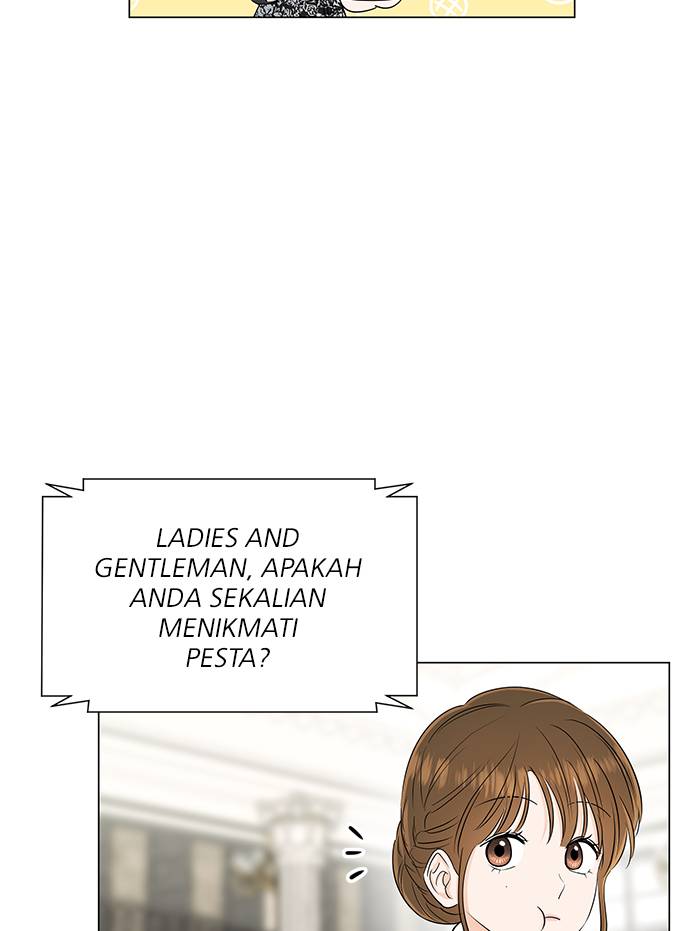 LADIES AND
GENTLEMAN, APAKAH
ANDA SEKALIAN
MENIKMATI
PESTA?